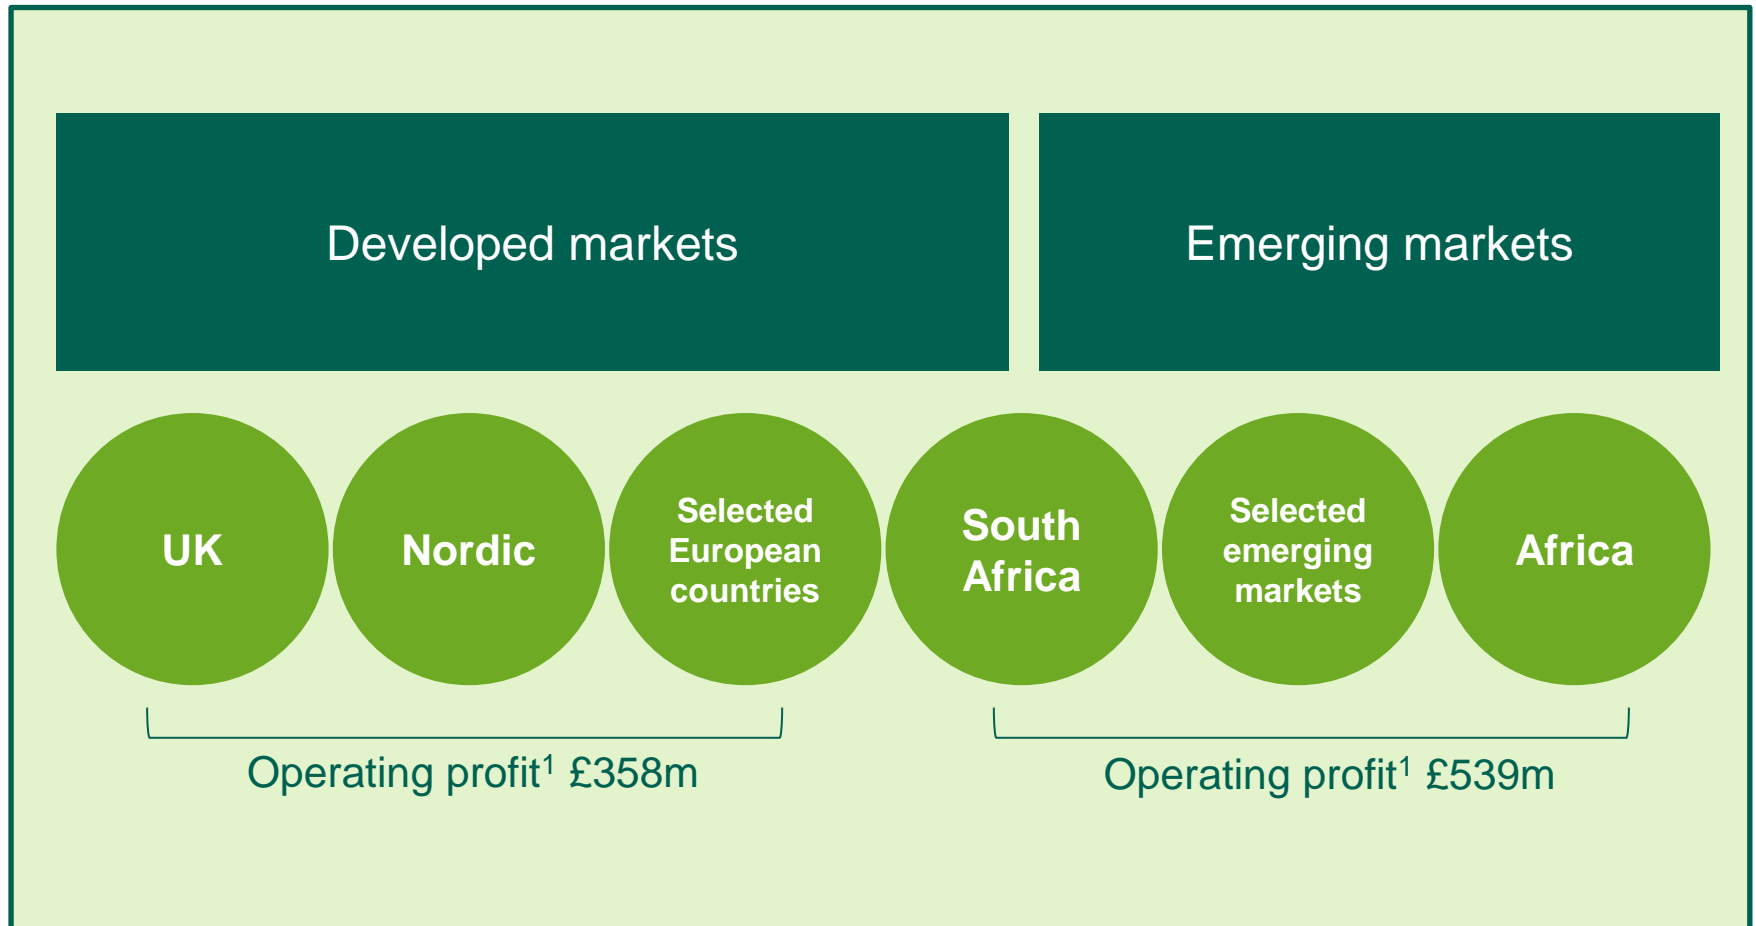 Developed markets
Emerging markets
UK
Nordic
Selected
European
countries
South
Africa
Selected
emerging
markets
Africa
Operating profit¹ £358m
Operating profit¹ £539m